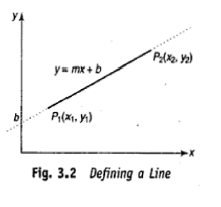 y
P₂(x₂, y₂)
y = mx + b
b
P₁(x₁, y₁)
x
Fig. 3.2 Defining a Line